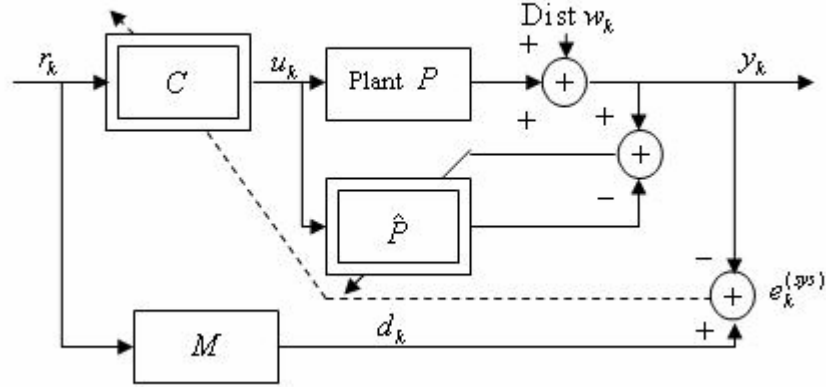 Dist w_k
+
r_k
C
u_k
Plant P
+
y_k
+
+
+
P̂
−
−
+
e_k^(sys)
+
M
d_k